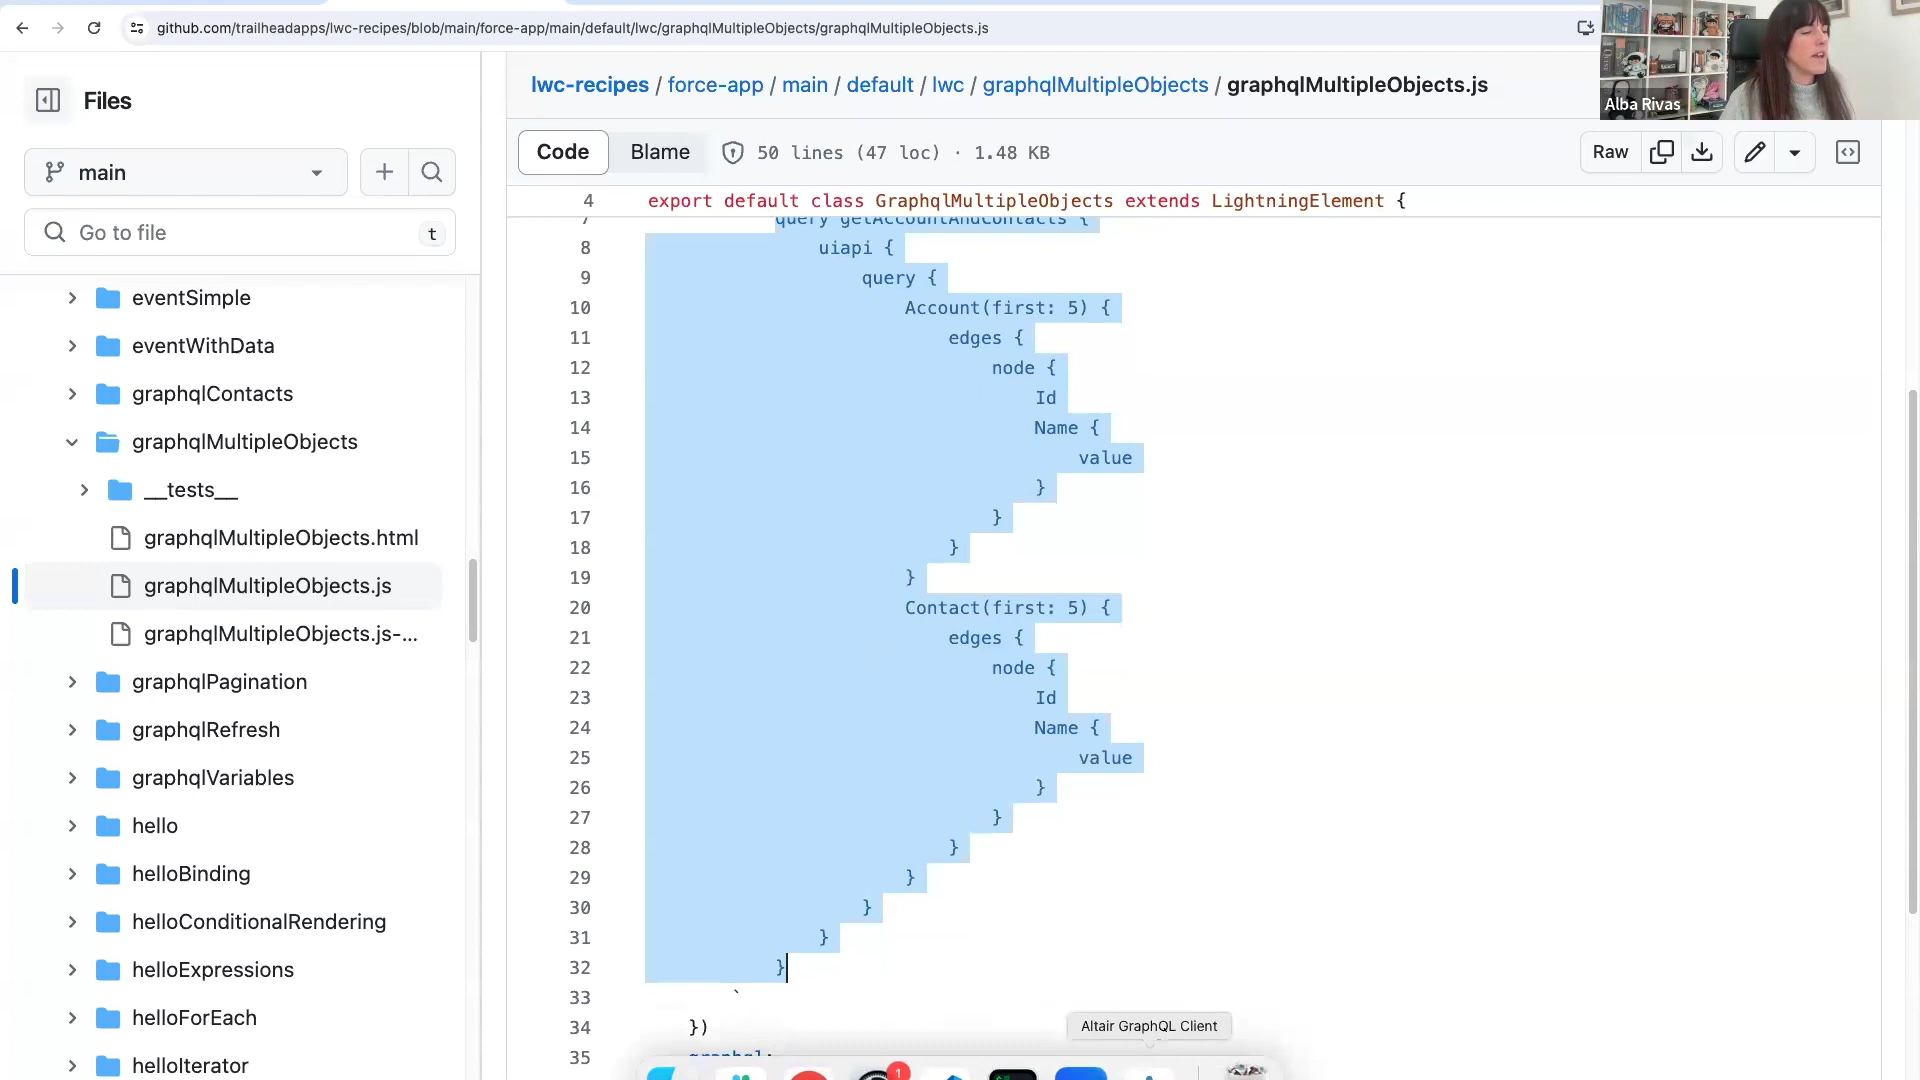 github.com/trailheadapps/lwc-recipes/blob/main/force-app/main/default/lwc/graphqlMultipleObjects/graphqlMultipleObjects.js
Alba Rivas
Files
main
Go to file
t
eventSimple
eventWithData
graphqlContacts
graphqlMultipleObjects
__tests__
graphqlMultipleObjects.html
graphqlMultipleObjects.js
graphqlMultipleObjects.js-...
graphqlPagination
graphqlRefresh
graphqlVariables
hello
helloBinding
helloConditionalRendering
helloExpressions
helloForEach
helloIterator
lwc-recipes / force-app / main / default / lwc / graphqlMultipleObjects / graphqlMultipleObjects.js
Code Blame 50 lines (47 loc) · 1.48 KB Raw
4 export default class GraphqlMultipleObjects extends LightningElement {
7 query getAccountAndContacts {
8 uiapi {
9 query {
10 Account(first: 5) {
11 edges {
12 node {
13 Id
14 Name {
15 value
16 }
17 }
18 }
19 }
20 Contact(first: 5) {
21 edges {
22 node {
23 Id
24 Name {
25 value
26 }
27 }
28 }
29 }
30 }
31 }
32 }
33 `
34 })
35 graphql;
Altair GraphQL Client
1